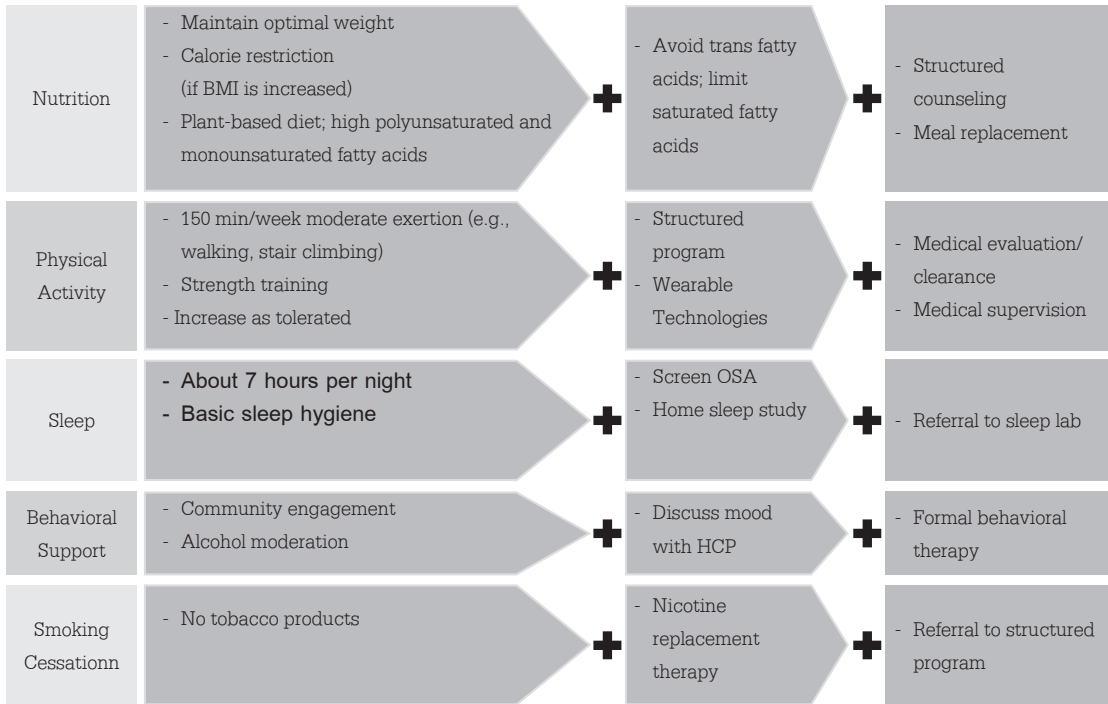 Nutrition
- Maintain optimal weight
- Calorie restriction
(if BMI is increased)
- Plant-based diet; high polyunsaturated and
monounsaturated fatty acids
- Avoid trans fatty
acids; limit
saturated fatty
acids
- Structured
counseling
- Meal replacement
Physical
Activity
- 150 min/week moderate exertion (e.g.,
walking, stair climbing)
- Strength training
- Increase as tolerated
- Structured
program
- Wearable
Technologies
- Medical evaluation/
clearance
- Medical supervision
Sleep
- About 7 hours per night
- Basic sleep hygiene
- Screen OSA
- Home sleep study
- Referral to sleep lab
Behavioral
Support
- Community engagement
- Alcohol moderation
- Discuss mood
with HCP
- Formal behavioral
therapy
Smoking
Cessationn
- No tobacco products
- Nicotine
replacement
therapy
- Referral to structured
program